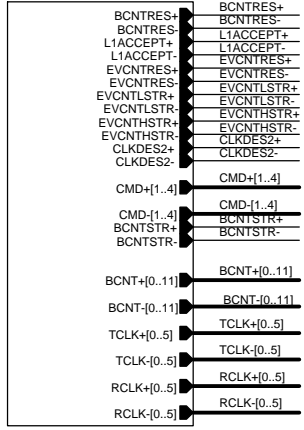 BCNTRES+ BCNTRES+
BCNTRES- BCNTRES-
L1ACCEPT+ L1ACCEPT+
L1ACCEPT- L1ACCEPT-
EVCNTRES+ EVCNTRES+
EVCNTRES- EVCNTRES-
EVCNTLSTR+ EVCNTLSTR+
EVCNTLSTR- EVCNTLSTR-
EVCNTHSTR+ EVCNTHSTR+
EVCNTHSTR- EVCNTHSTR-
CLKDES2+ CLKDES2+
CLKDES2- CLKDES2-
CMD+[1..4] CMD+[1..4]
CMD-[1..4] CMD-[1..4]
BCNTSTR+ BCNTSTR+
BCNTSTR- BCNTSTR-
BCNT+[0..11] BCNT+[0..11]
BCNT-[0..11] BCNT-[0..11]
TCLK+[0..5] TCLK+[0..5]
TCLK-[0..5] TCLK-[0..5]
RCLK+[0..5] RCLK+[0..5]
RCLK-[0..5] RCLK-[0..5]